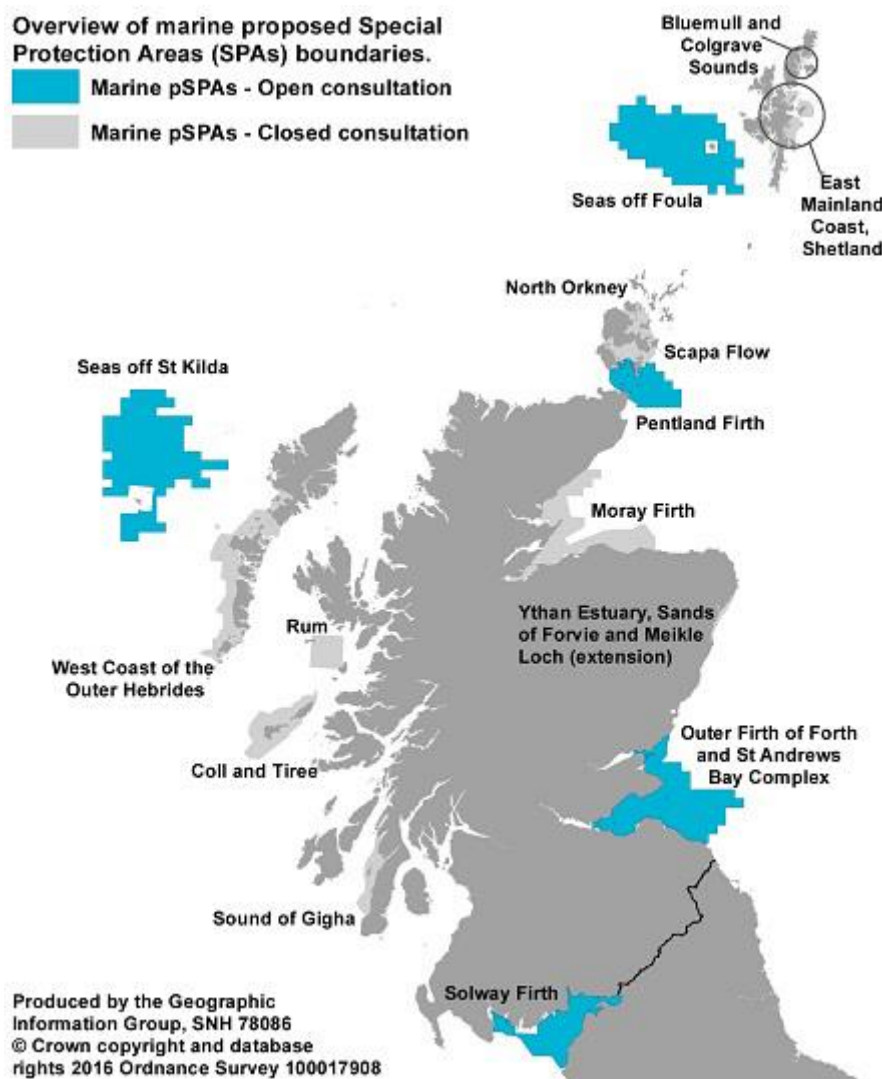 Overview of marine proposed Special
Protection Areas (SPAs) boundaries.
Marine pSPAs - Open consultation
Marine pSPAs - Closed consultation
Bluemull and
Colgrave
Sounds
Seas off Foula
East
Mainland
Coast,
Shetland
North Orkney
Scapa Flow
Seas off St Kilda
Pentland Firth
Moray Firth
Rum
Ythan Estuary, Sands
of Forvie and Meikle
Loch (extension)
West Coast of the
Outer Hebrides
Outer Firth of Forth
and St Andrews
Bay Complex
Coll and Tiree
Sound of Gigha
Solway Firth
Produced by the Geographic
Information Group, SNH 78086
© Crown copyright and database
rights 2016 Ordnance Survey 100017908